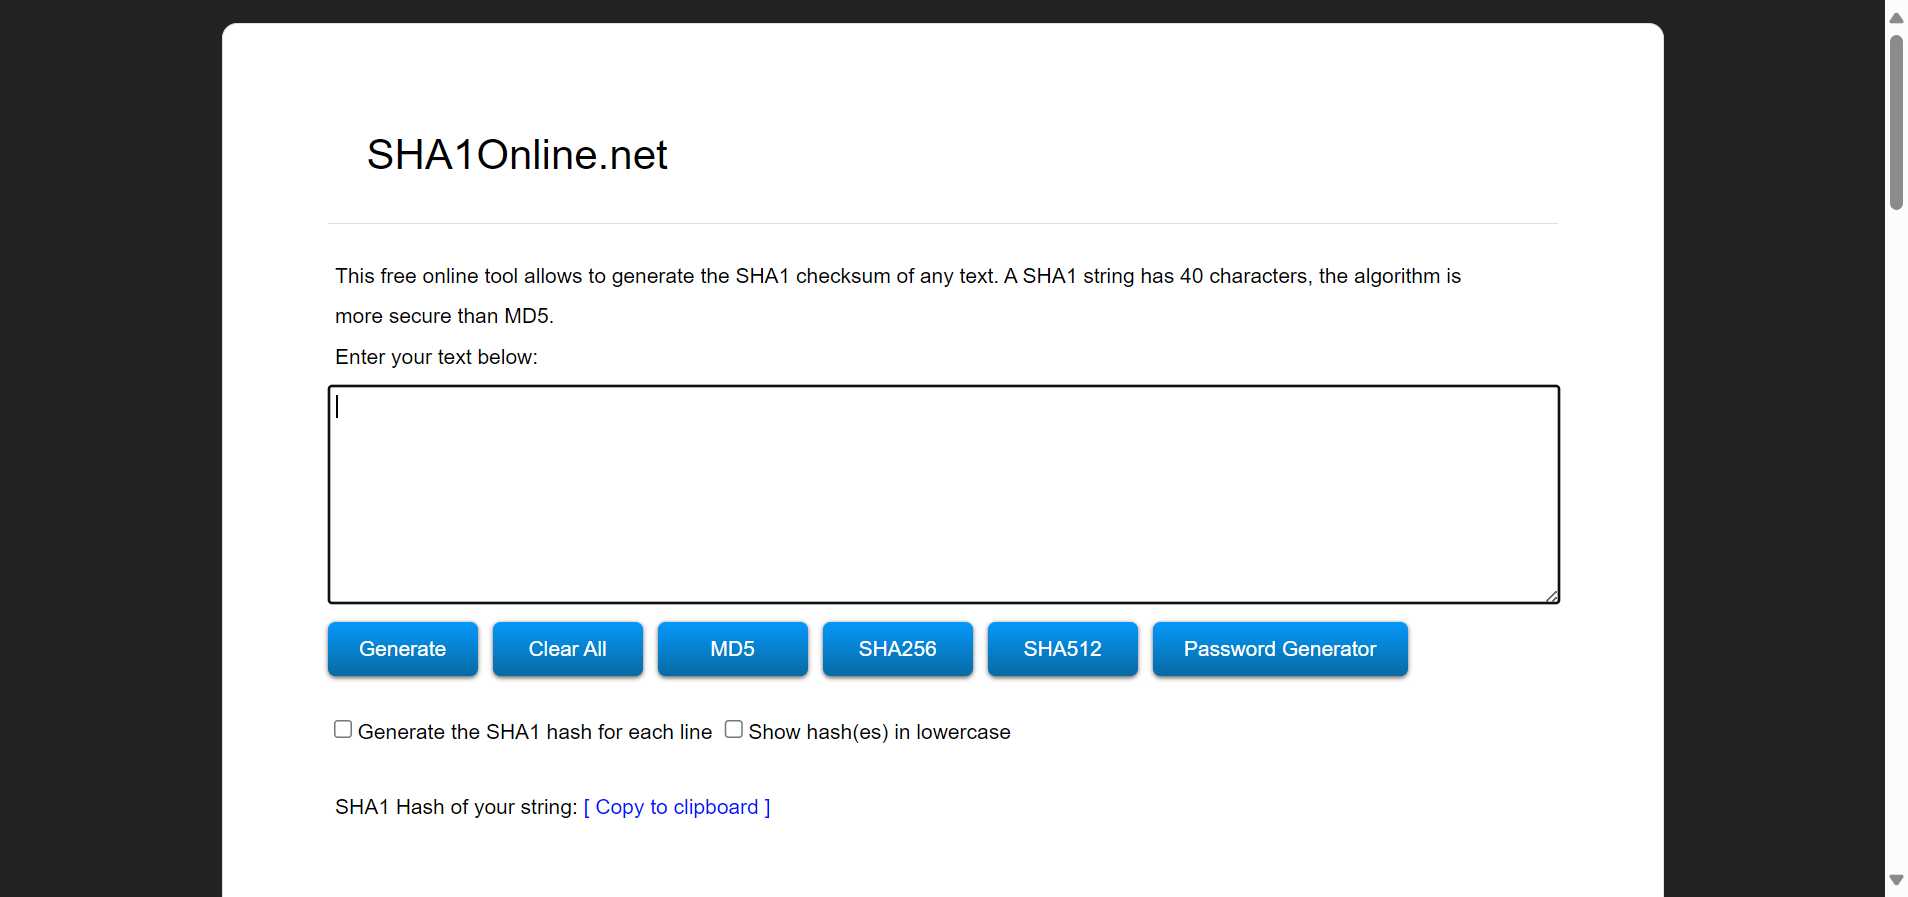 SHA1Online.net
This free online tool allows to generate the SHA1 checksum of any text. A SHA1 string has 40 characters, the algorithm is
more secure than MD5.
Enter your text below:
Generate Clear All MD5 SHA256 SHA512 Password Generator
Generate the SHA1 hash for each line Show hash(es) in lowercase
SHA1 Hash of your string: [ Copy to clipboard ]